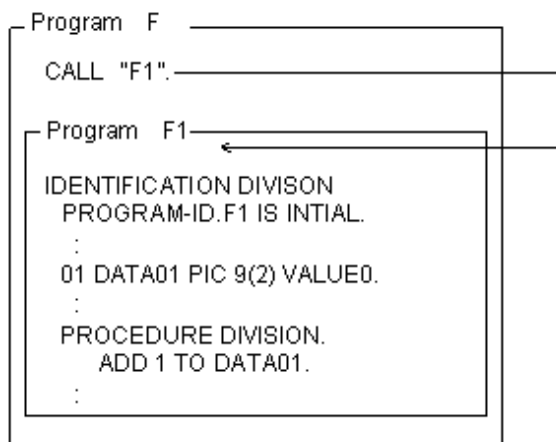 Program F
CALL "F1".
Program F1
IDENTIFICATION DIVISON
PROGRAM-ID.F1 IS INTIAL.
:
01 DATA01 PIC 9(2) VALUE0.
:
PROCEDURE DIVISION.
ADD 1 TO DATA01.
: